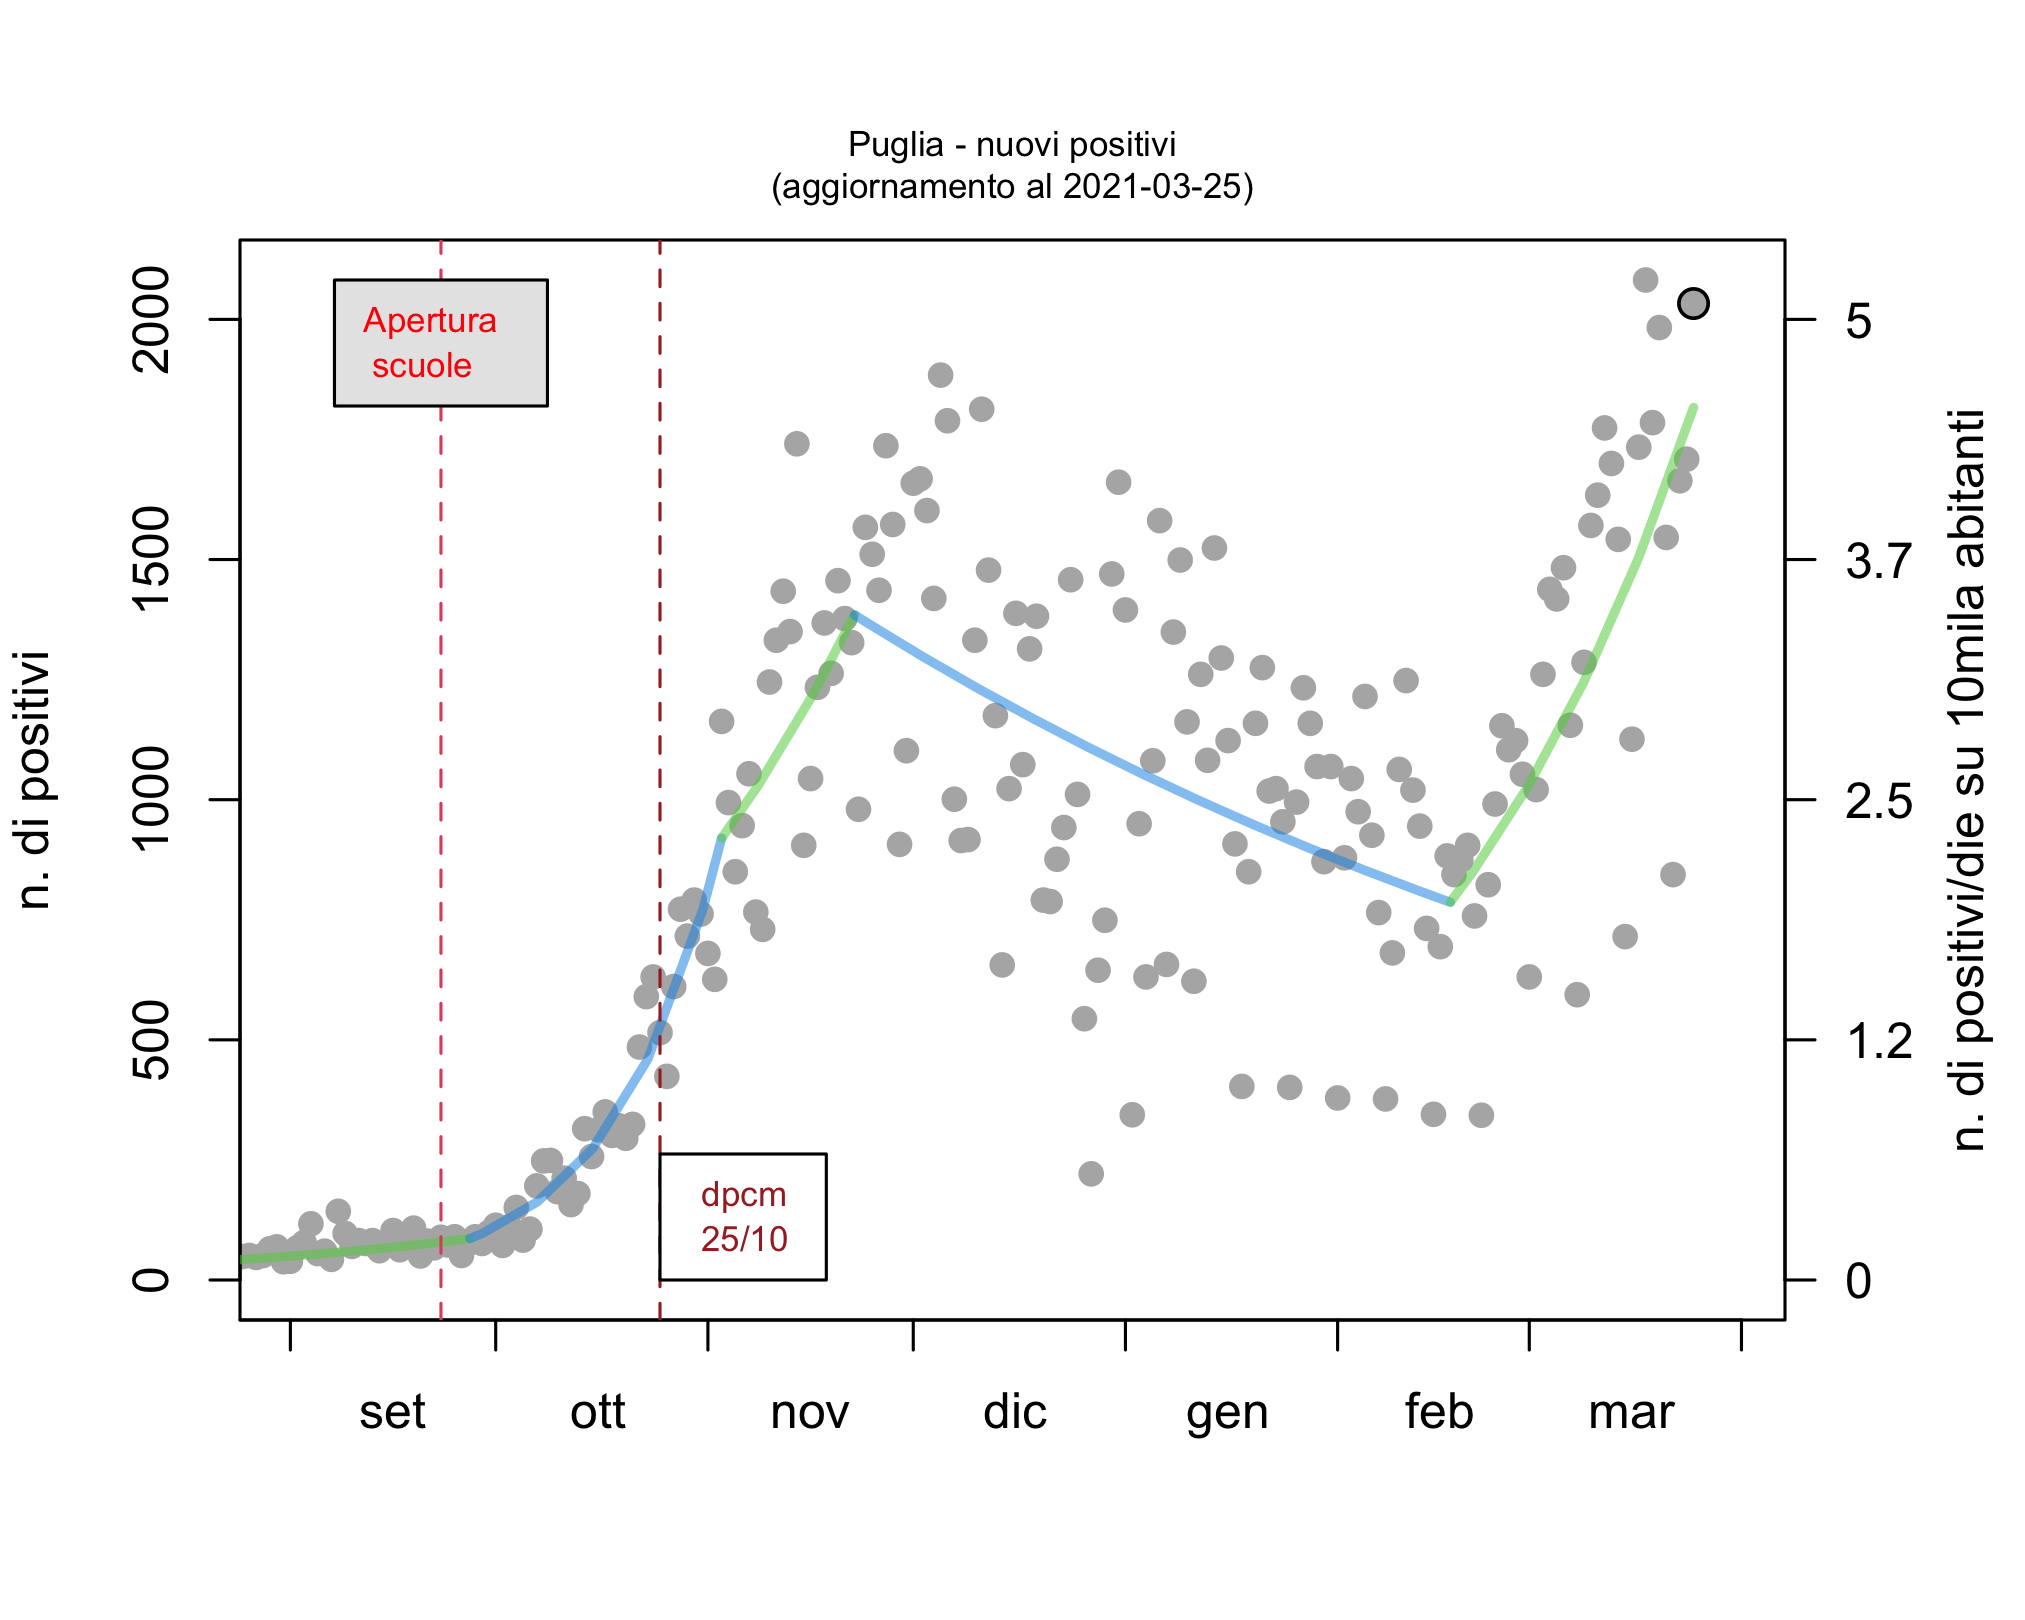 Puglia - nuovi positivi
(aggiornamento al 2021-03-25)
n. di positivi
2000
1500
1000
500
0
Apertura
scuole
dpcm
25/10
5
3.7
2.5
1.2
0
n. di positivi/die su 10mila abitanti
set ott nov dic gen feb mar